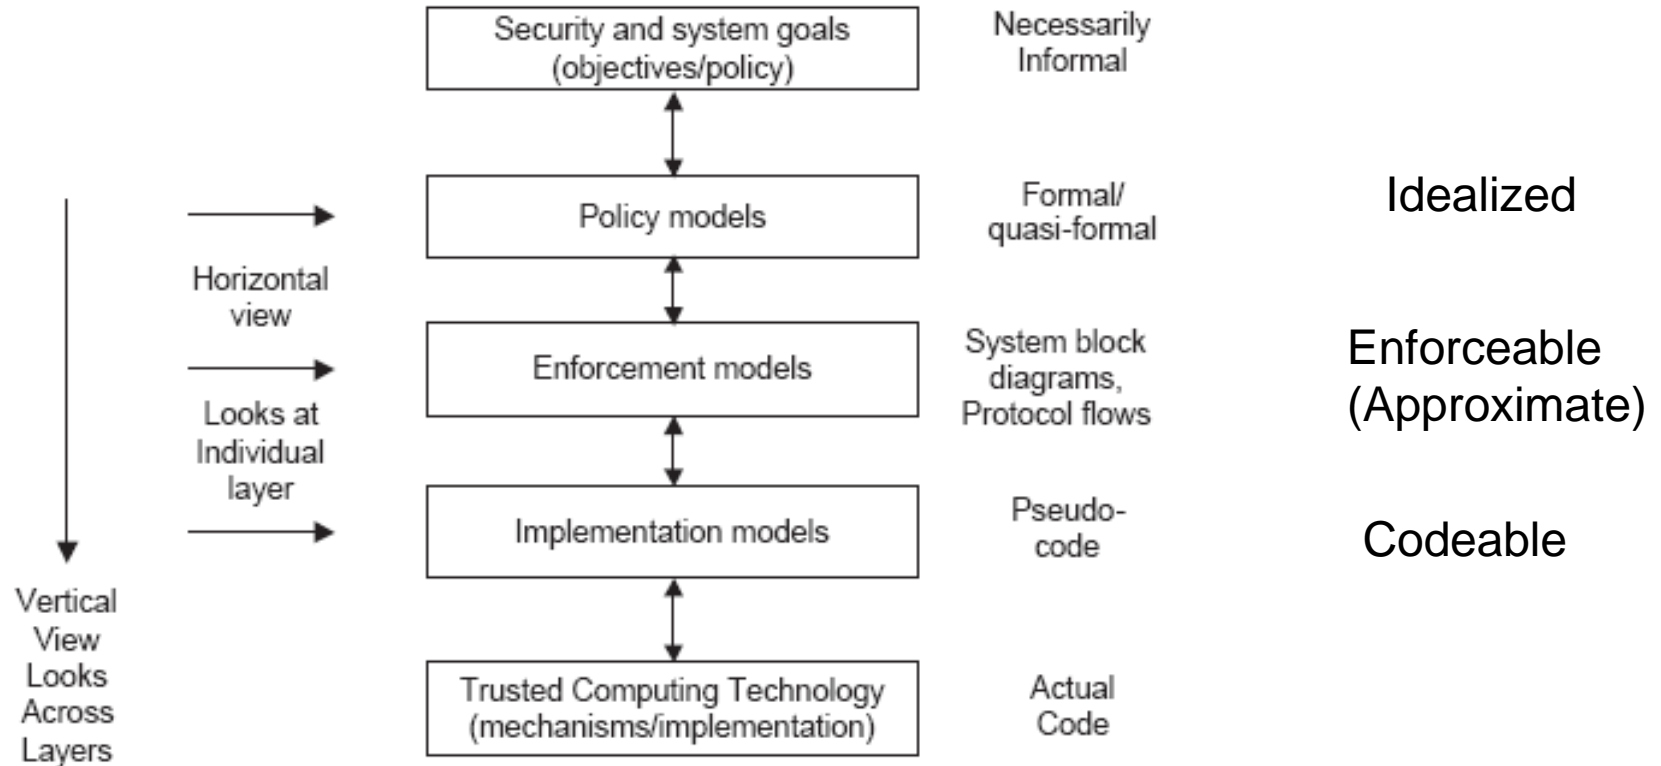 Security and system goals
(objectives/policy)
Necessarily
Informal
Policy models
Formal/
quasi-formal
Idealized
Horizontal
view
Enforcement models
System block
diagrams,
Protocol flows
Enforceable
(Approximate)
Looks at
Individual
layer
Implementation models
Pseudo-
code
Codeable
Vertical
View
Looks
Across
Layers
Trusted Computing Technology
(mechanisms/implementation)
Actual
Code